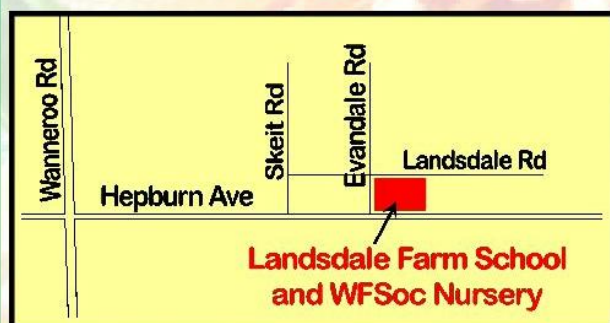 Wanneroo Rd
Skeit Rd
Evandale Rd
Landsdale Rd
Hepburn Ave
Landsdale Farm School
and WFSoc Nursery